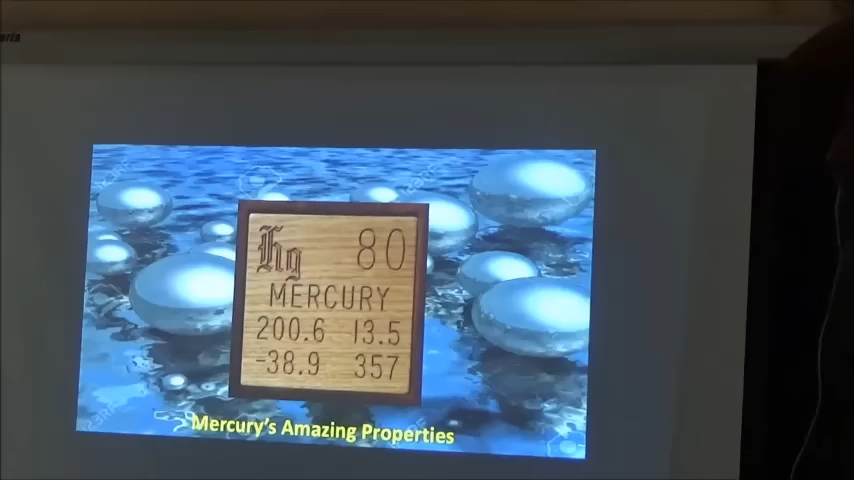 Hg 80
MERCURY
200.6 13.5
-38.9 357
Mercury's Amazing Properties